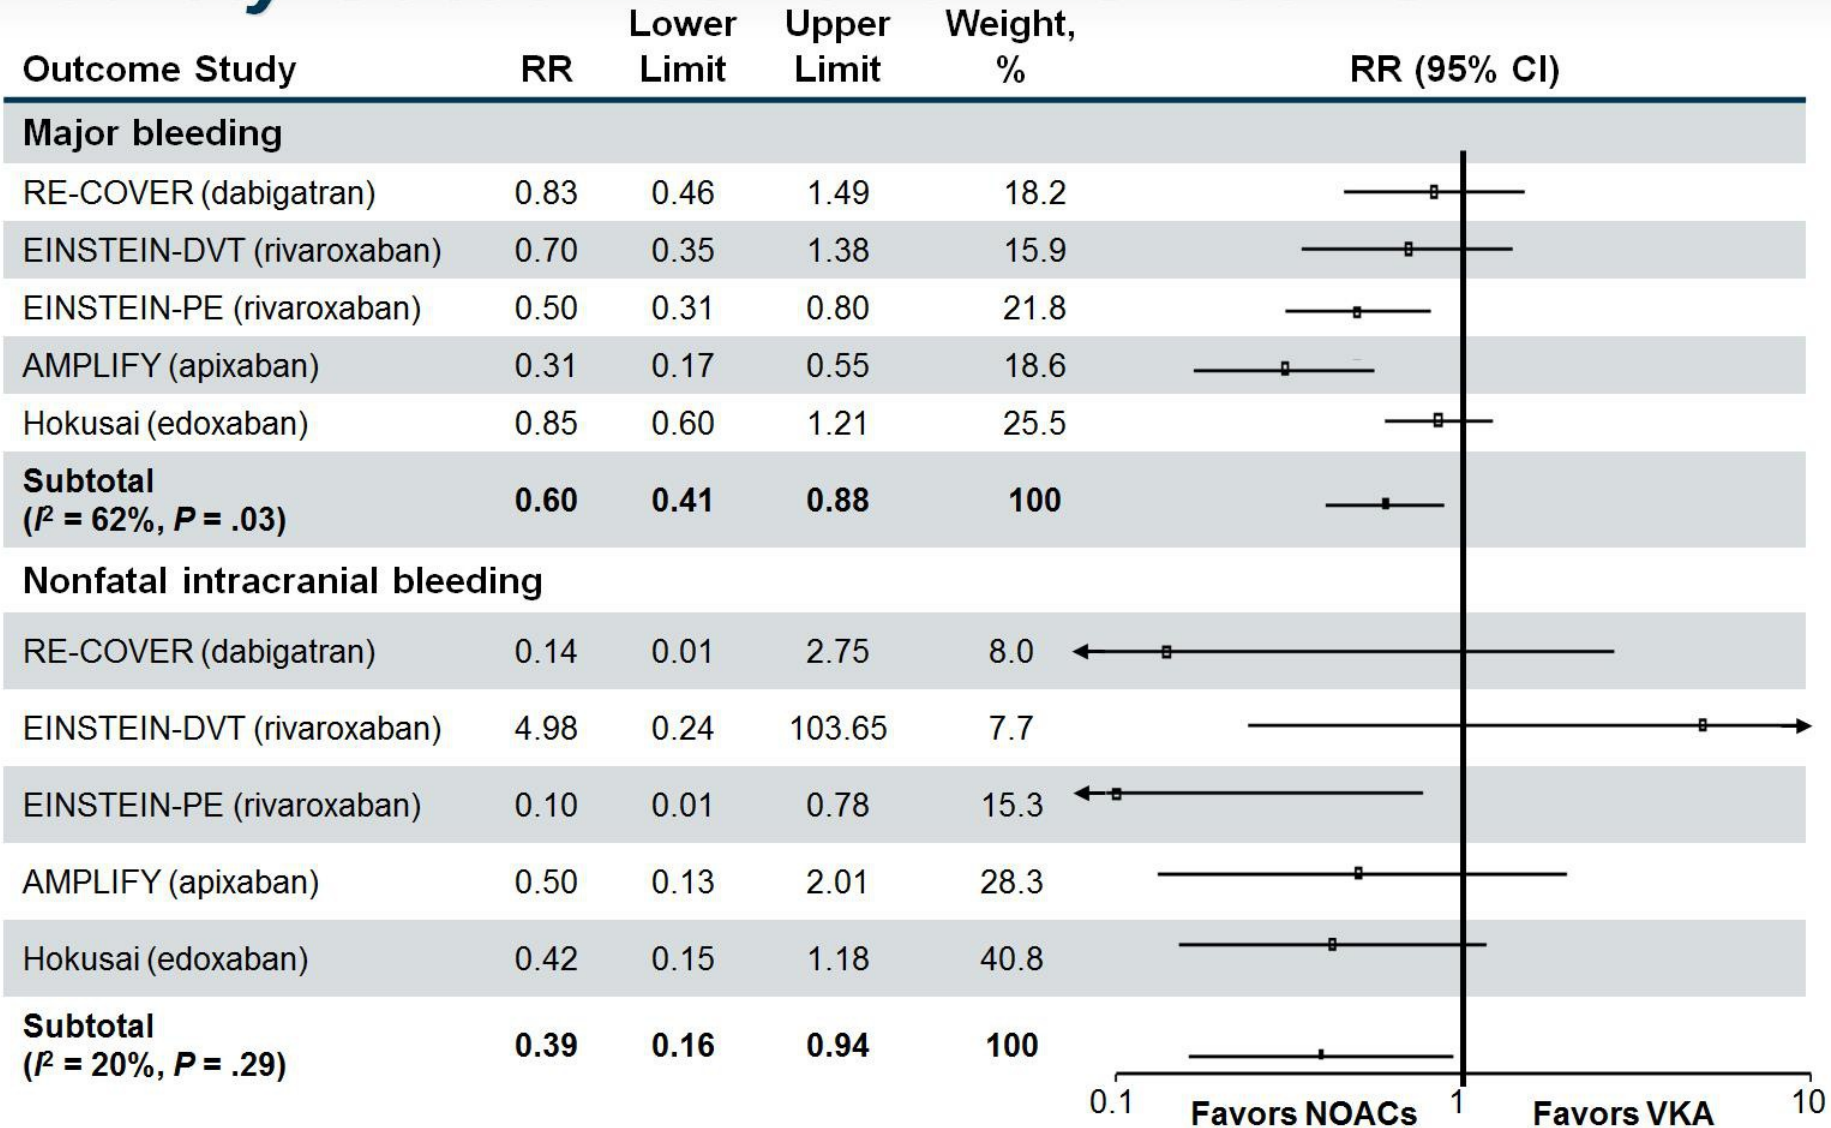 Outcome Study RR Lower Limit Upper Limit Weight, % RR (95% CI)
Major bleeding
RE-COVER (dabigatran) 0.83 0.46 1.49 18.2
EINSTEIN-DVT (rivaroxaban) 0.70 0.35 1.38 15.9
EINSTEIN-PE (rivaroxaban) 0.50 0.31 0.80 21.8
AMPLIFY (apixaban) 0.31 0.17 0.55 18.6
Hokusai (edoxaban) 0.85 0.60 1.21 25.5
Subtotal
(I² = 62%, P = .03) 0.60 0.41 0.88 100
Nonfatal intracranial bleeding
RE-COVER (dabigatran) 0.14 0.01 2.75 8.0
EINSTEIN-DVT (rivaroxaban) 4.98 0.24 103.65 7.7
EINSTEIN-PE (rivaroxaban) 0.10 0.01 0.78 15.3
AMPLIFY (apixaban) 0.50 0.13 2.01 28.3
Hokusai (edoxaban) 0.42 0.15 1.18 40.8
Subtotal
(I² = 20%, P = .29) 0.39 0.16 0.94 100
0.1 1 10
Favors NOACs Favors VKA